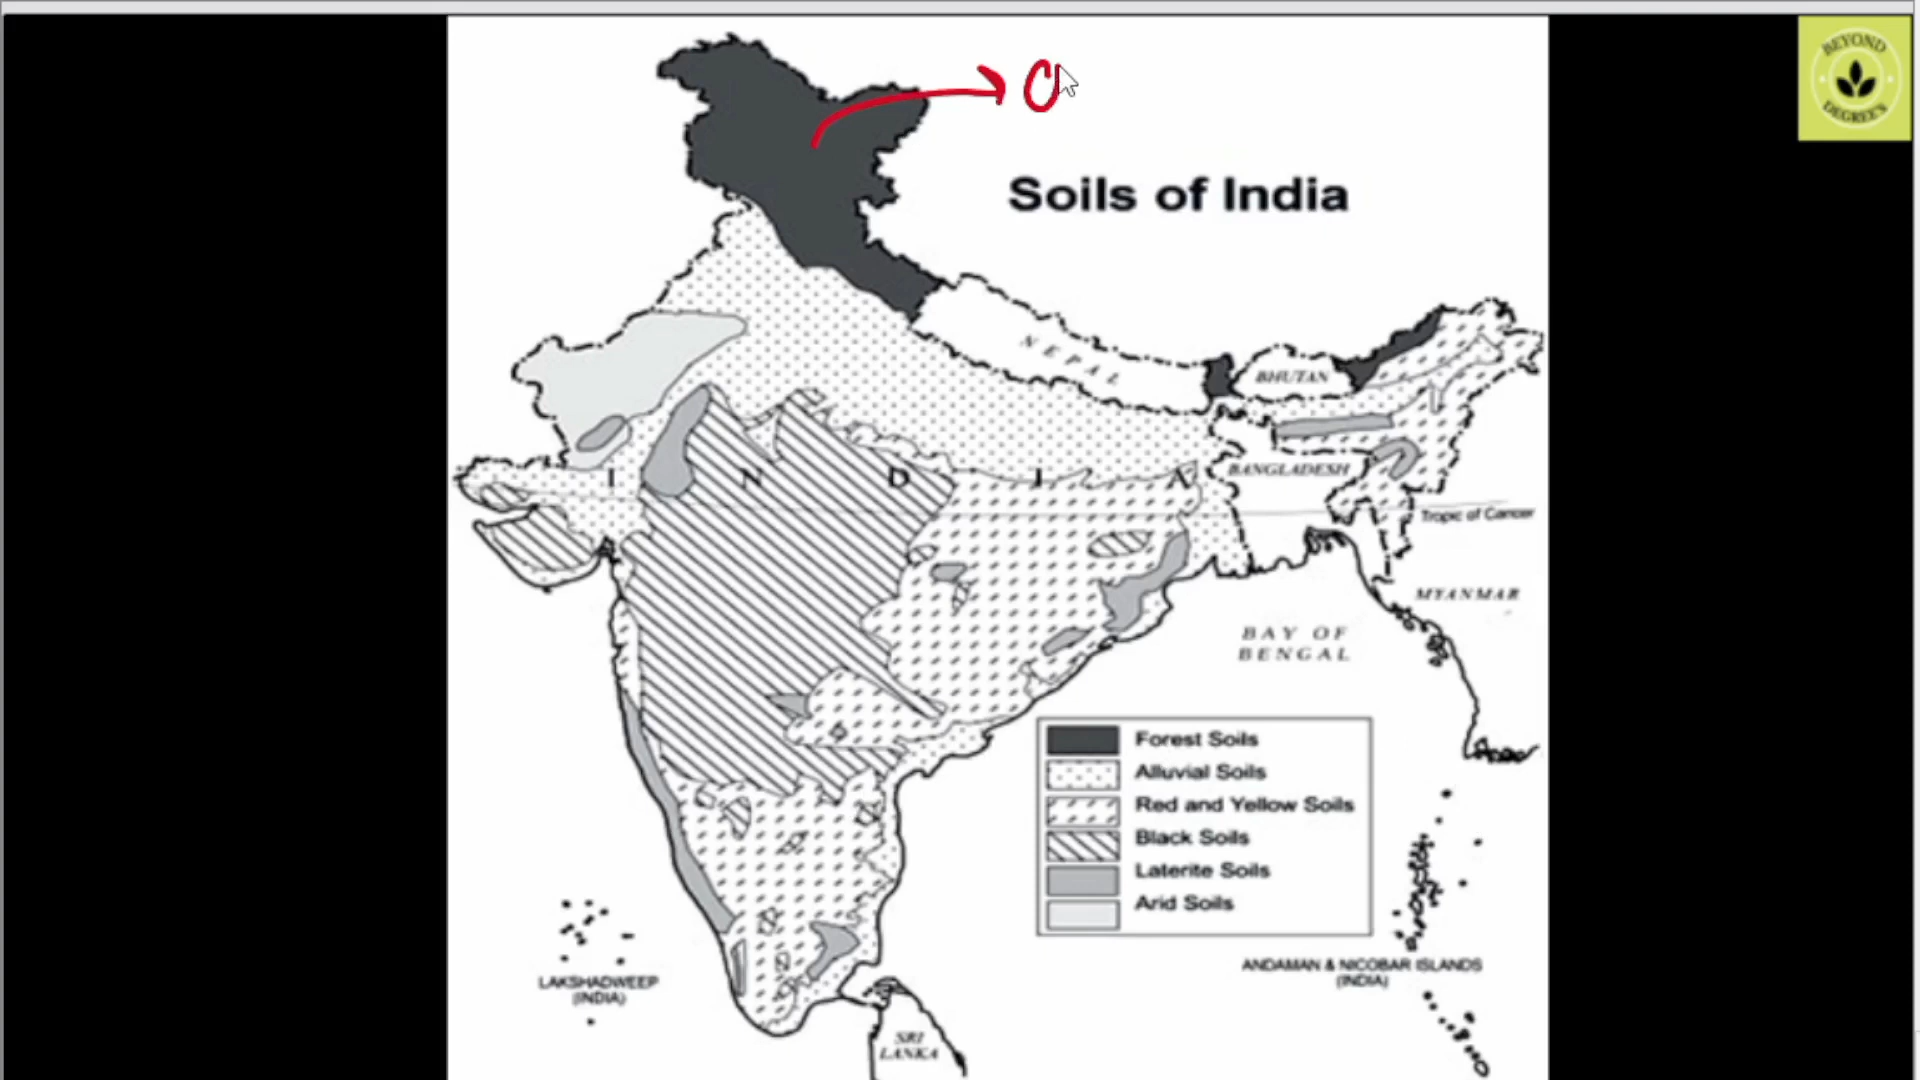 BEYOND
DEGREES
Soils of India
NEPAL
BHUTAN
BANGLADESH
I N D I A
Tropic of Cancer
MYANMAR
BAY OF
BENGAL
Forest Soils
Alluvial Soils
Red and Yellow Soils
Black Soils
Laterite Soils
Arid Soils
LAKSHADWEEP
(INDIA)
ANDAMAN & NICOBAR ISLANDS
(INDIA)
SRI
LANKA